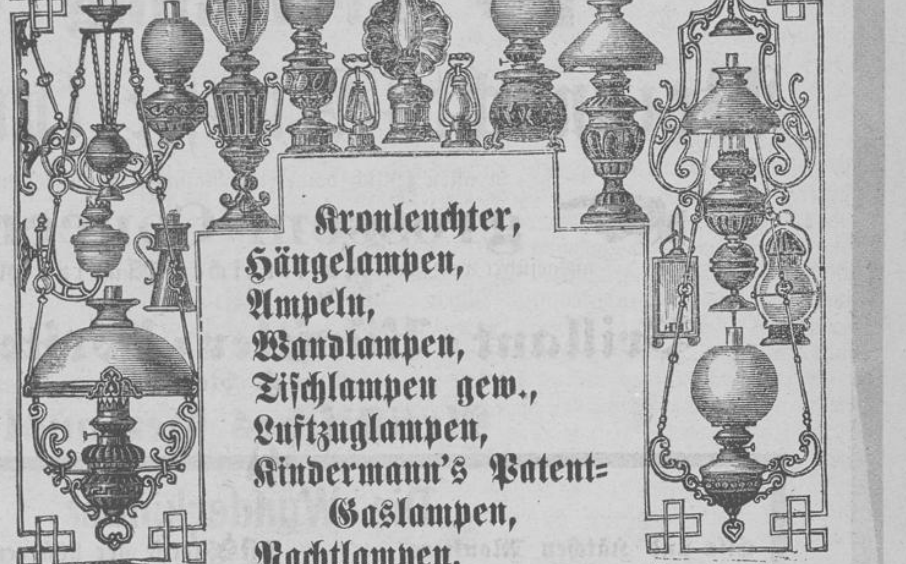 Kronleuchter,
Hängelampen,
Ampeln,
Wandlampen,
Tischlampen gew.,
Luftzuglampen,
Kindermann's Patent=
Gaslampen,
Nachtlampen,